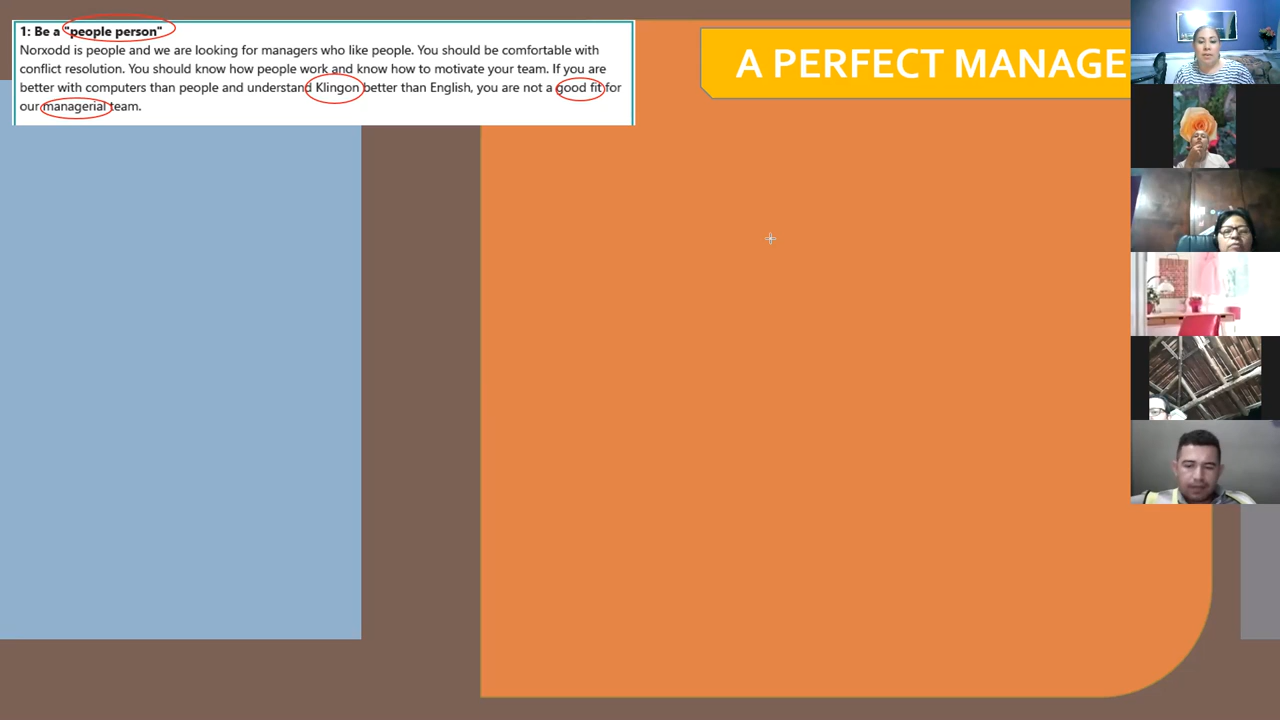 1: Be a "people person"
Norxodd is people and we are looking for managers who like people. You should be comfortable with
conflict resolution. You should know how people work and know how to motivate your team. If you are
better with computers than people and understand Klingon better than English, you are not a good fit for
our managerial team.
A PERFECT MANAGE